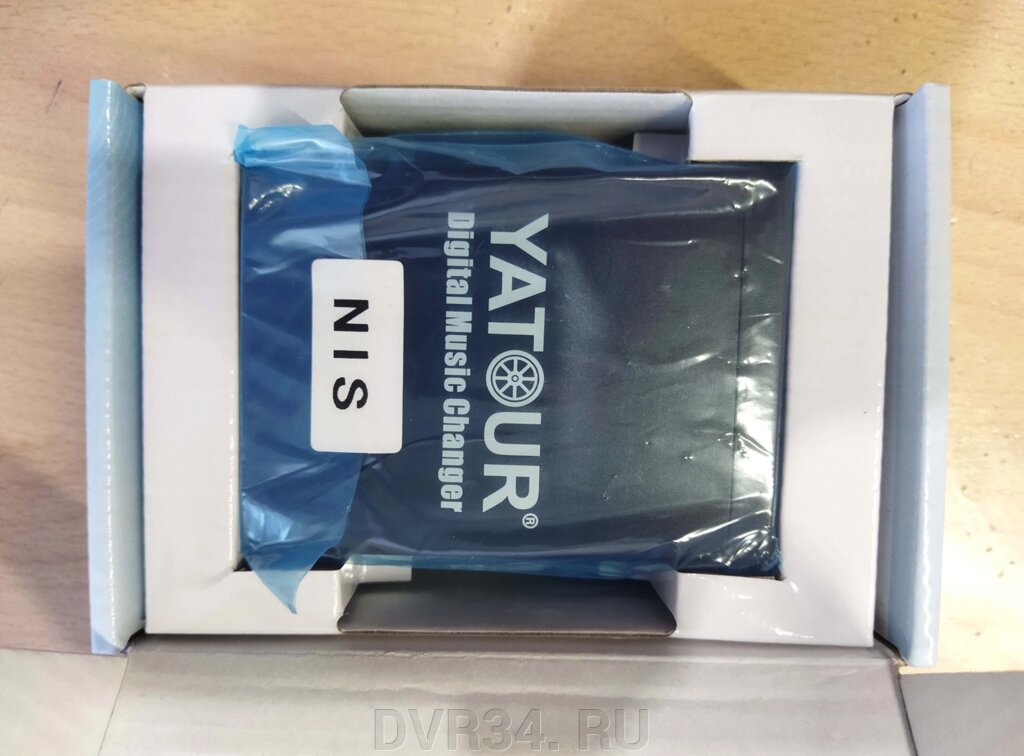 YATOUR®
Digital Music Changer
NIS
DVR34. RU